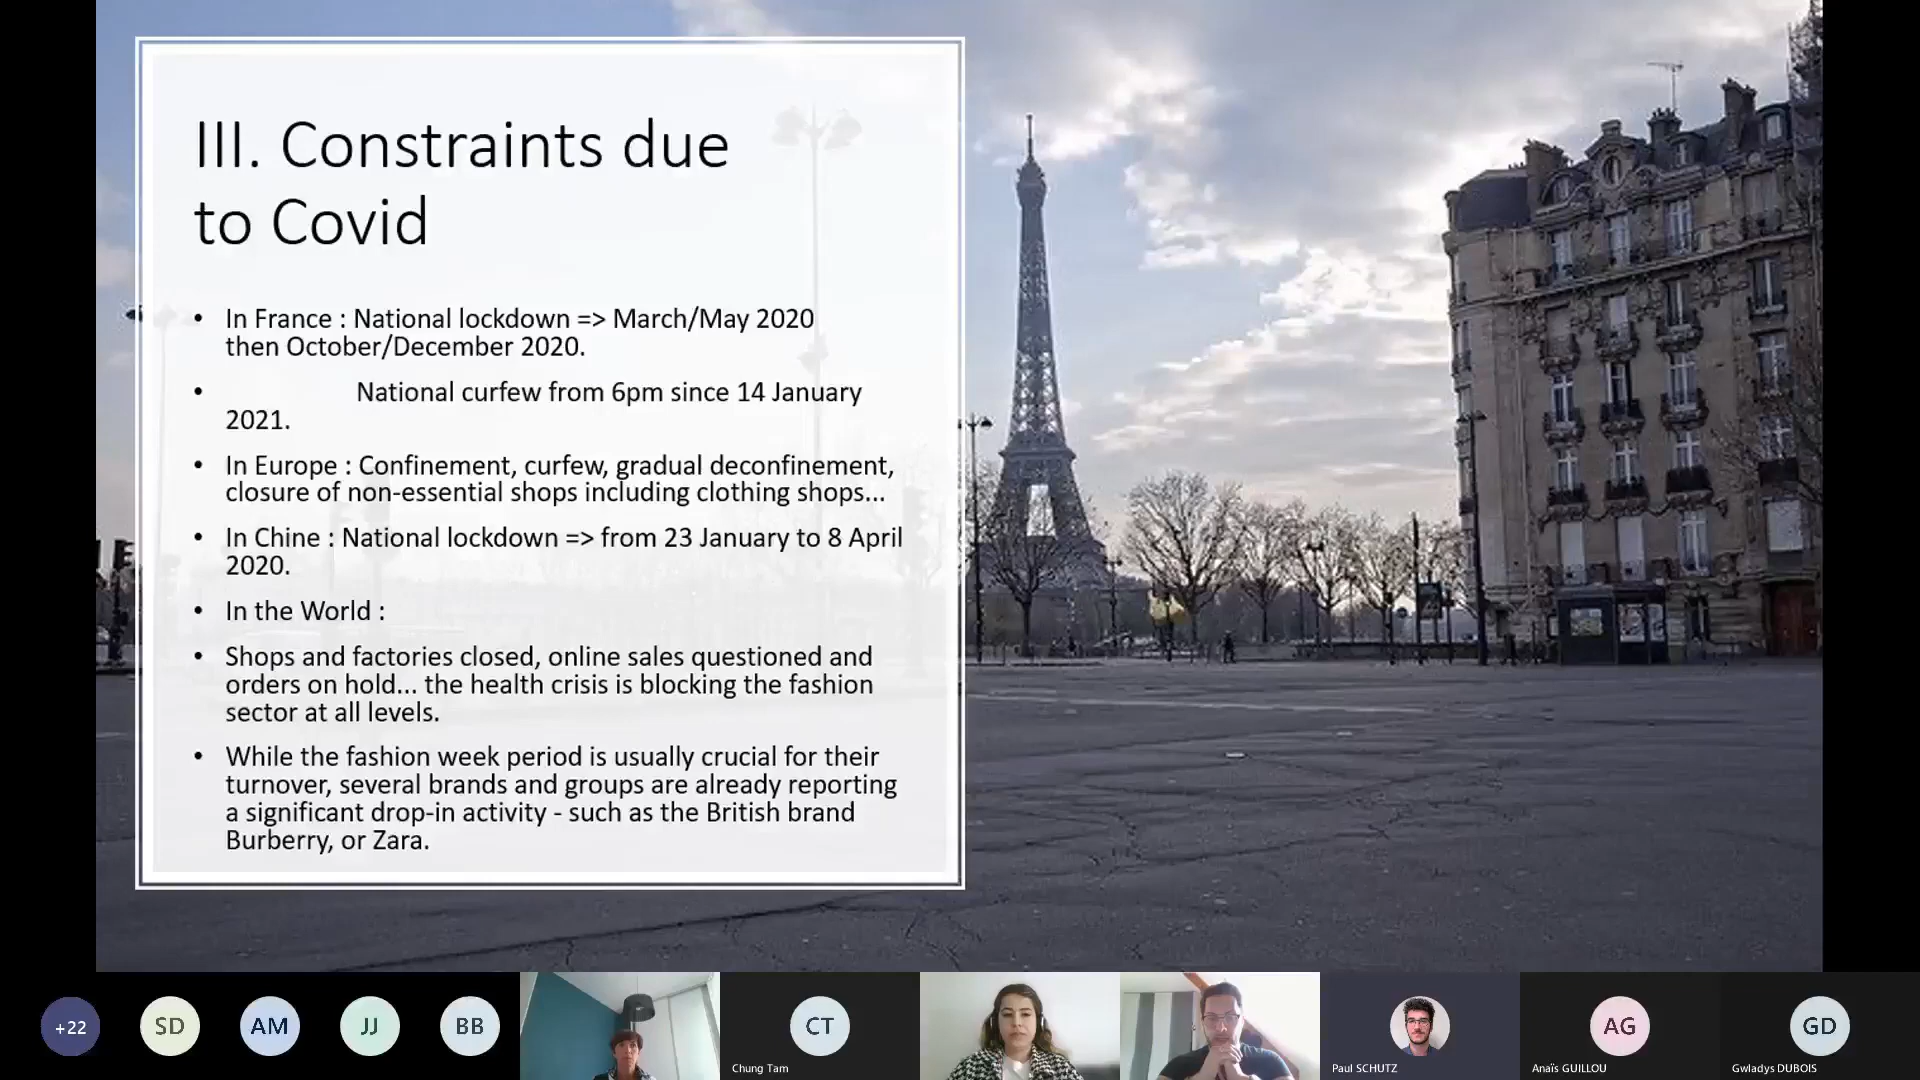 III. Constraints due
to Covid
• In France : National lockdown => March/May 2020
then October/December 2020.
• National curfew from 6pm since 14 January
2021.
• In Europe : Confinement, curfew, gradual deconfinement,
closure of non-essential shops including clothing shops...
• In Chine : National lockdown => from 23 January to 8 April
2020.
• In the World :
• Shops and factories closed, online sales questioned and
orders on hold... the health crisis is blocking the fashion
sector at all levels.
• While the fashion week period is usually crucial for their
turnover, several brands and groups are already reporting
a significant drop-in activity - such as the British brand
Burberry, or Zara.
+22
SD
AM
JJ
BB
CT
Chung Tam
Paul SCHUTZ
AG
Anaïs GUILLOU
GD
Gwladys DUBOIS